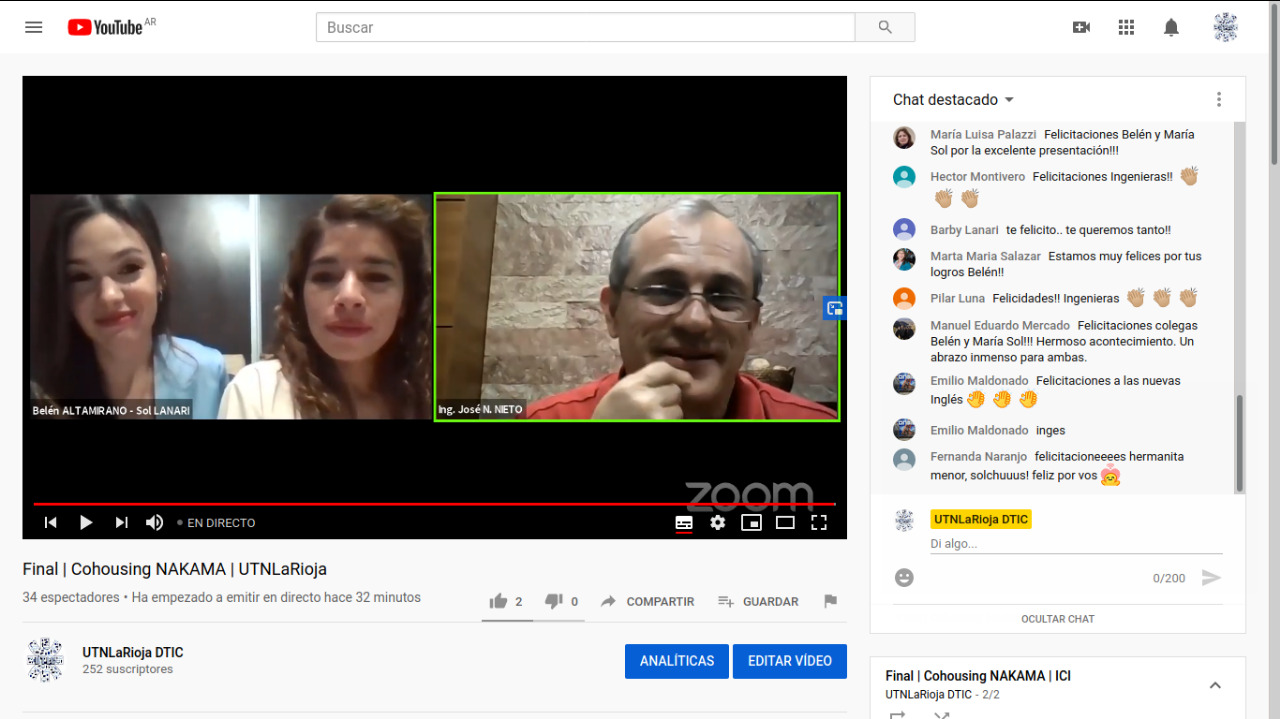 YouTube AR
Buscar
Belén ALTAMIRANO - Sol LANARI
Ing. José N. NIETO
zoom
EN DIRECTO
Final | Cohousing NAKAMA | UTNLaRioja
34 espectadores • Ha empezado a emitir en directo hace 32 minutos
2
0
COMPARTIR
GUARDAR
UTNLaRioja DTIC
252 suscriptores
ANALÍTICAS
EDITAR VÍDEO
Chat destacado
María Luisa Palazzi Felicitaciones Belén y María
Sol por la excelente presentación!!!
Hector Montivero Felicitaciones Ingenieras!! 👏🏼
👏🏼 👏🏼
Barby Lanari te felicito.. te queremos tanto!!
Marta Maria Salazar Estamos muy felices por tus
logros Belén!!
Pilar Luna Felicidades!! Ingenieras 👏🏼 👏🏼 👏🏼
Manuel Eduardo Mercado Felicitaciones colegas
Belén y María Sol!!! Hermoso acontecimiento. Un
abrazo inmenso para ambas.
Emilio Maldonado Felicitaciones a las nuevas
Inglés 👏 👏 👏
Emilio Maldonado inges
Fernanda Naranjo felicitacioneeees hermanita
menor, solchuuus! feliz por vos
UTNLaRioja DTIC
Di algo...
0/200
OCULTAR CHAT
Final | Cohousing NAKAMA | ICI
UTNLaRioja DTIC - 2/2